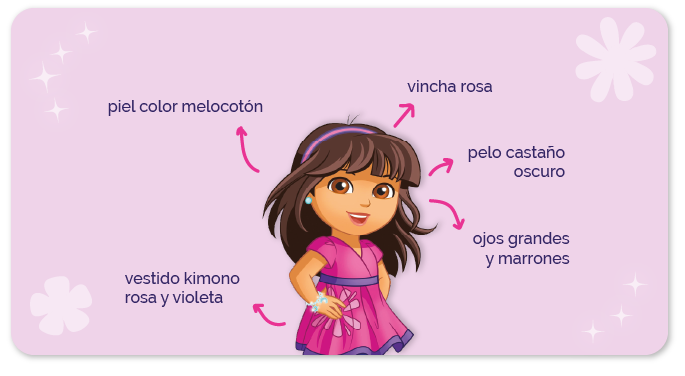 vincha rosa
piel color melocotón
pelo castaño
oscuro
ojos grandes
y marrones
vestido kimono
rosa y violeta